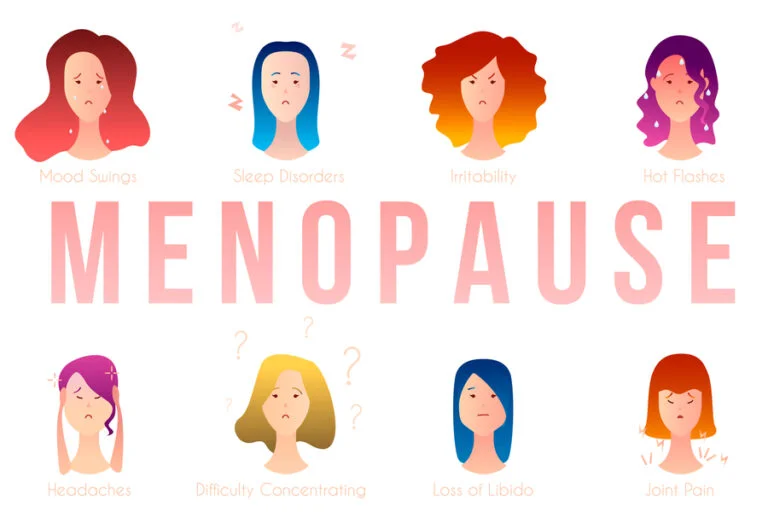 Mood Swings
Sleep Disorders
Irritability
Hot Flashes
MENOPAUSE
Headaches
Difficulty Concentrating
Loss of Libido
Joint Pain